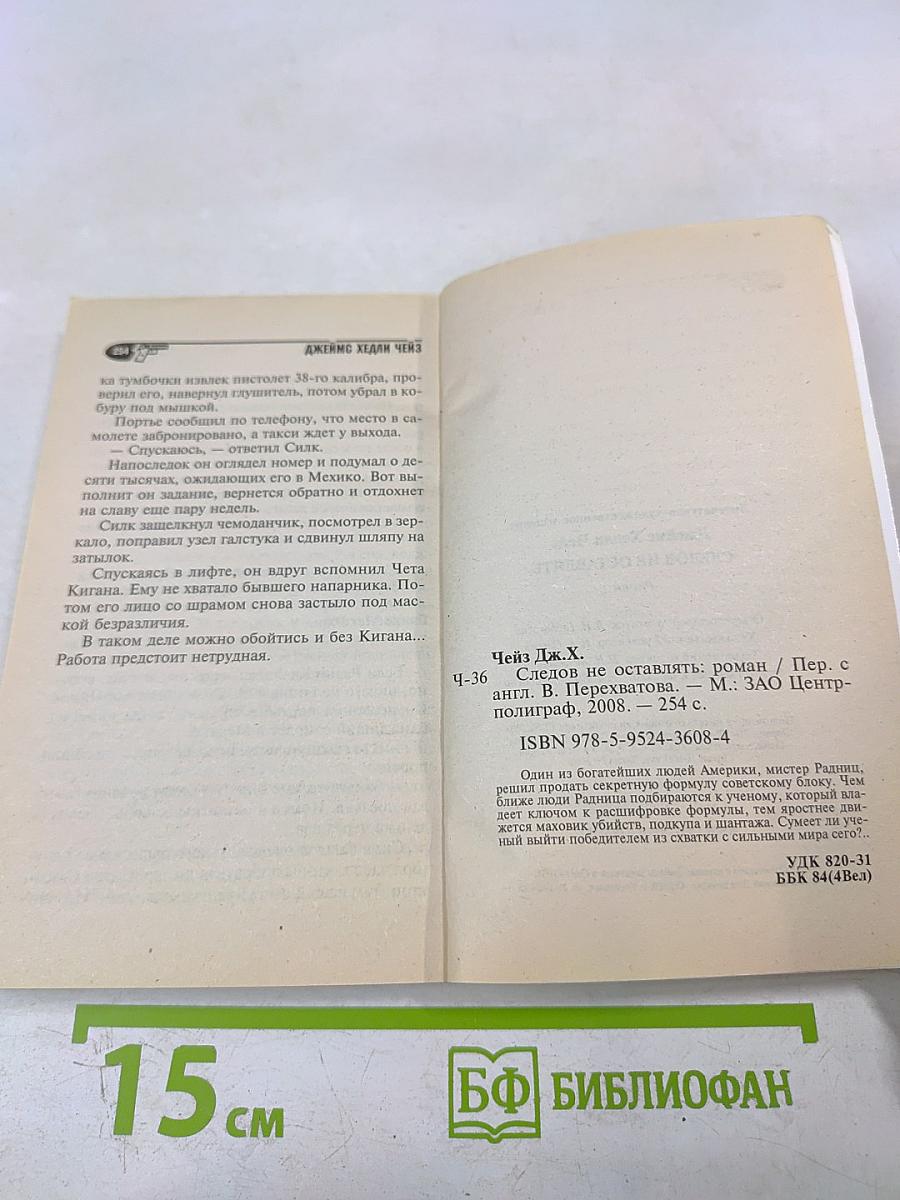 254
ДЖЕЙМС ХЕДЛИ ЧЕЙЗ
ка тумбочки извлек пистолет 38-го калибра, про-
верил его, навернул глушитель, потом убрал в ко-
буру под мышкой.
Портье сообщил по телефону, что место в са-
молете забронировано, а такси ждет у выхода.
— Спускаюсь, — ответил Силк.
Напоследок он оглядел номер и подумал о де-
сяти тысячах, ожидающих его в Мехико. Вот вы-
полнит он задание, вернется обратно и отдохнет
на славу еще пару недель.
Силк защелкнул чемоданчик, посмотрел в зер-
кало, поправил узел галстука и сдвинул шляпу на
затылок.
Спускаясь в лифте, он вдруг вспомнил Чета
Кигана. Ему не хватало бывшего напарника. По-
том его лицо со шрамом снова застыло под мас-
кой безразличия.
В таком деле можно обойтись и без Кигана...
Работа предстоит нетрудная.
Чейз Дж.Х.
Ч-36
Следов не оставлять: роман / Пер. с
англ. В. Перехватова. — М.: ЗАО Центр-
полиграф, 2008. — 254 с.
ISBN 978-5-9524-3608-4
Один из богатейших людей Америки, мистер Радниц,
решил продать секретную формулу советскому блоку. Чем
ближе люди Радница подбираются к ученому, который вла-
деет ключом к расшифровке формулы, тем яростнее дви-
жется маховик убийств, подкупа и шантажа. Сумеет ли уче-
ный выйти победителем из схватки с сильными мира сего?..
УДК 820-31
ББК 84(4Вел)
15 см
БФ БИБЛИОФАН